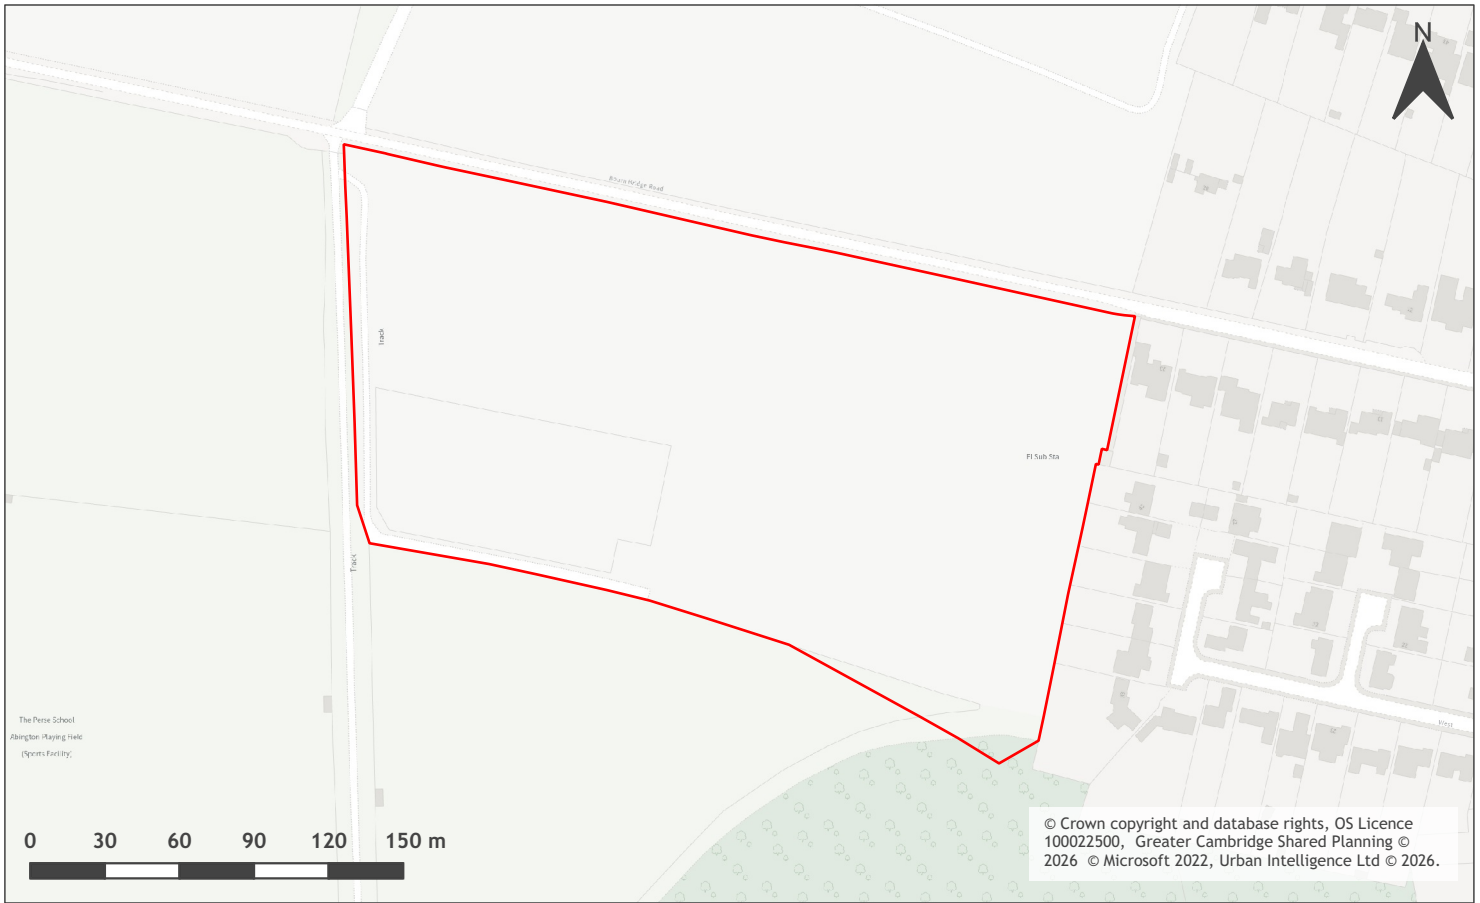 N
Bourn Bridge Road
Track
El Sub Sta
Track
West
The Perse School
Abington Playing Field
(Sports Facility)
0 30 60 90 120 150 m
© Crown copyright and database rights, OS Licence
100022500, Greater Cambridge Shared Planning ©
2026 © Microsoft 2022, Urban Intelligence Ltd © 2026.